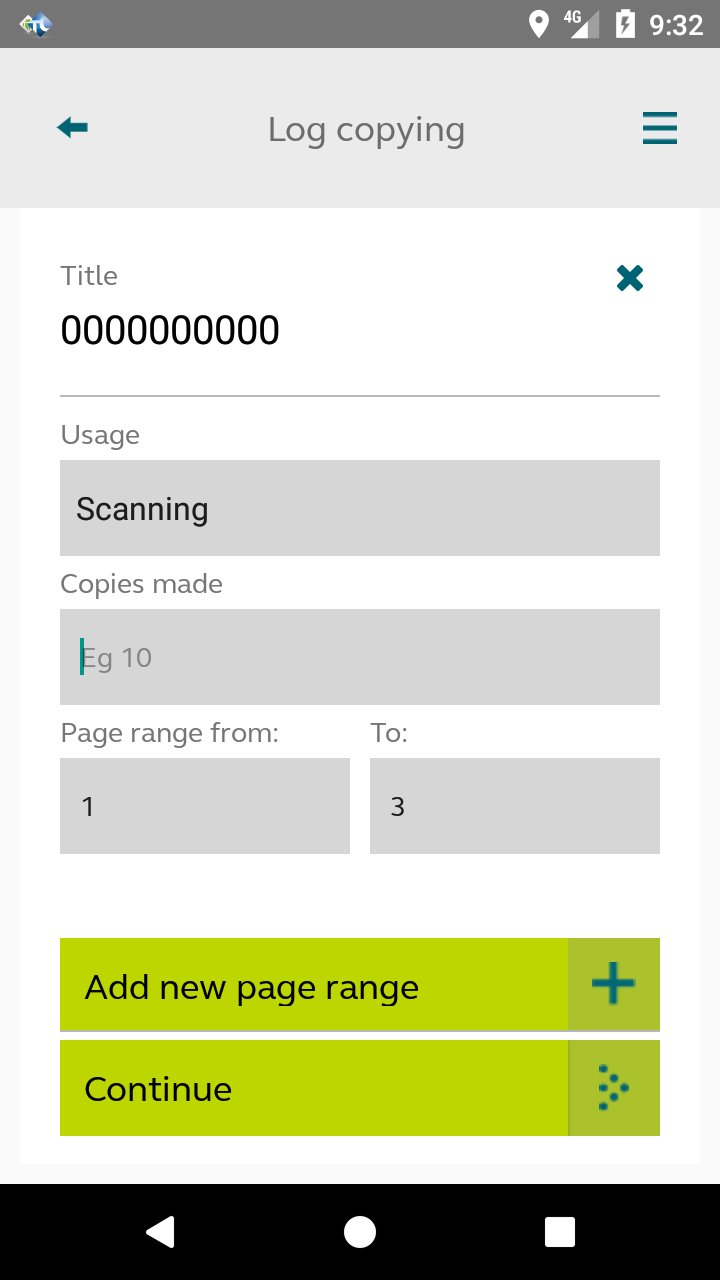 4G 9:32
Log copying
Title
0000000000
Usage
Scanning
Copies made
Eg 10
Page range from: To:
1 3
Add new page range
Continue